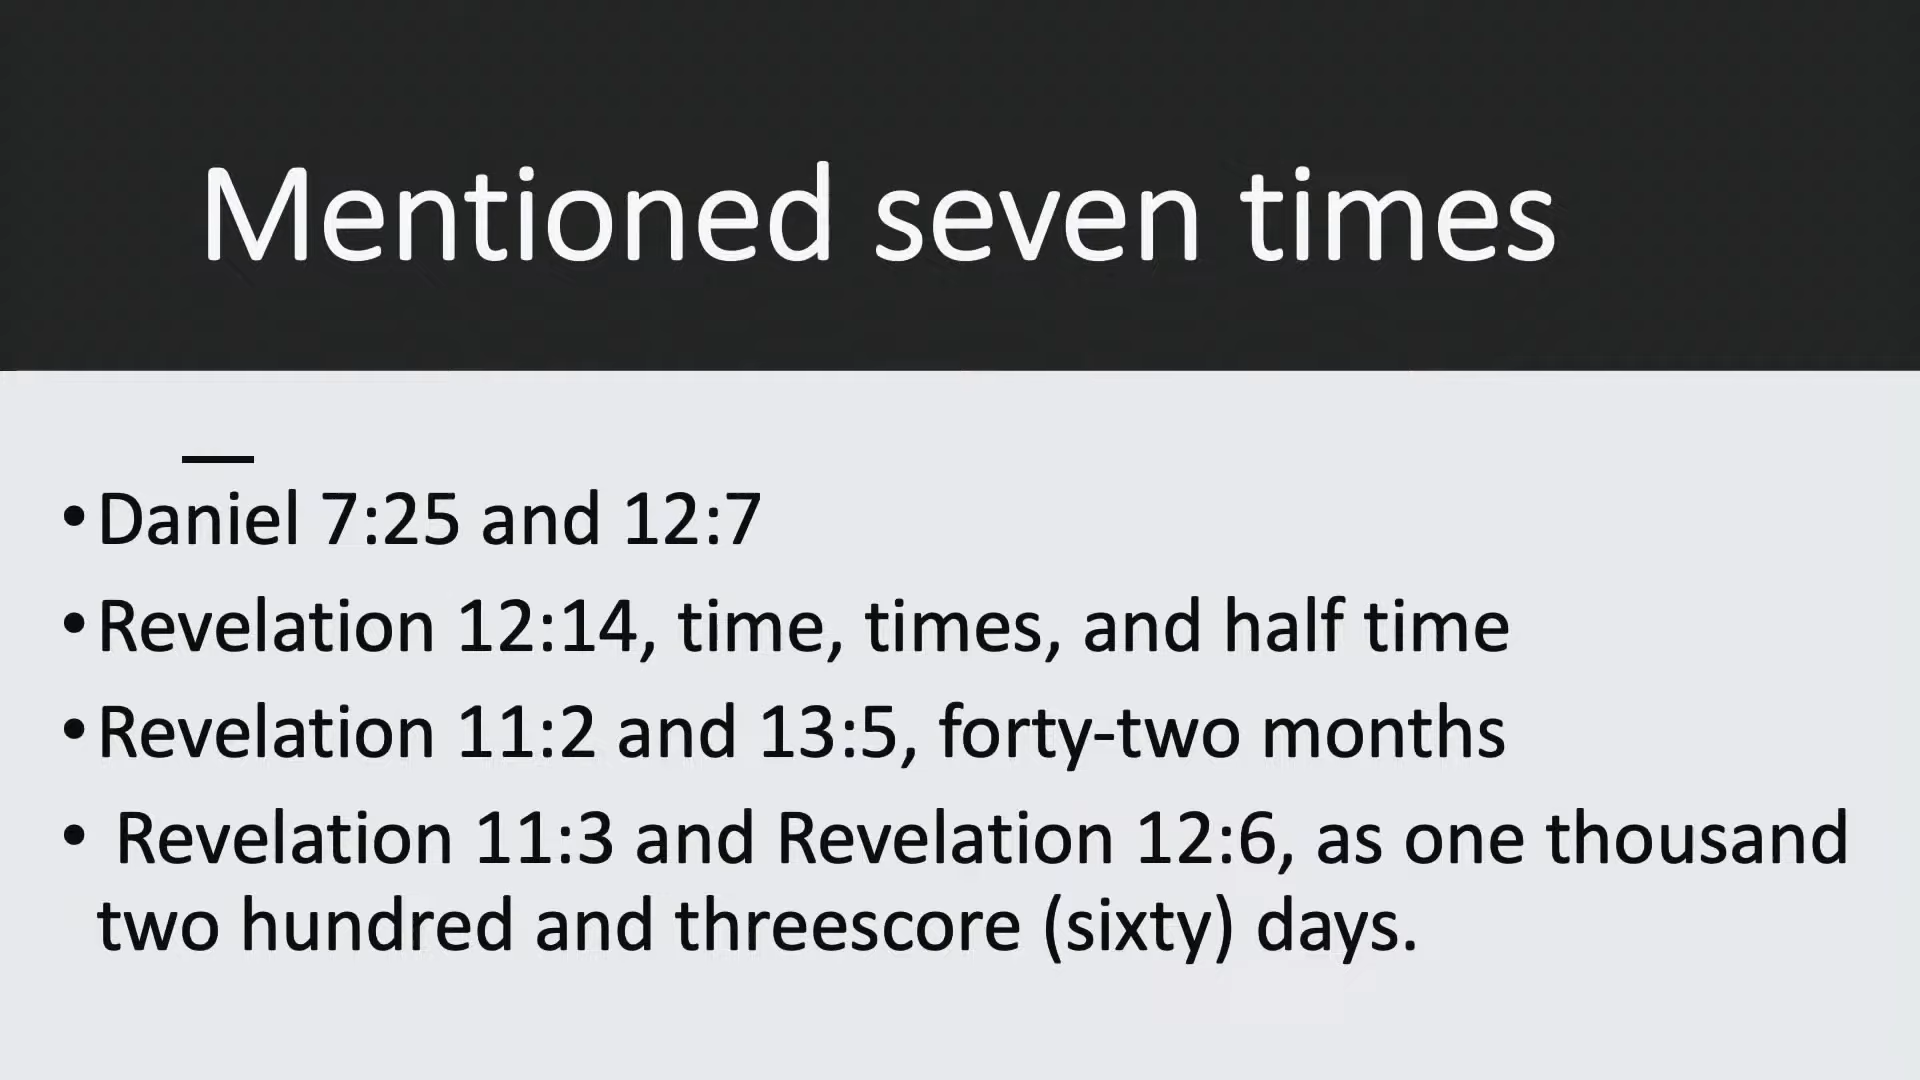 Mentioned seven times
• Daniel 7:25 and 12:7
• Revelation 12:14, time, times, and half time
• Revelation 11:2 and 13:5, forty-two months
• Revelation 11:3 and Revelation 12:6, as one thousand
two hundred and threescore (sixty) days.